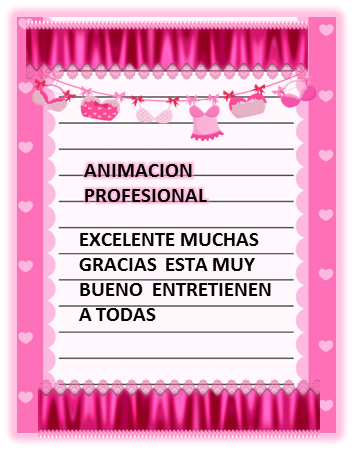 ANIMACION
PROFESIONAL
EXCELENTE MUCHAS
GRACIAS ESTA MUY
BUENO ENTRETIENEN
A TODAS